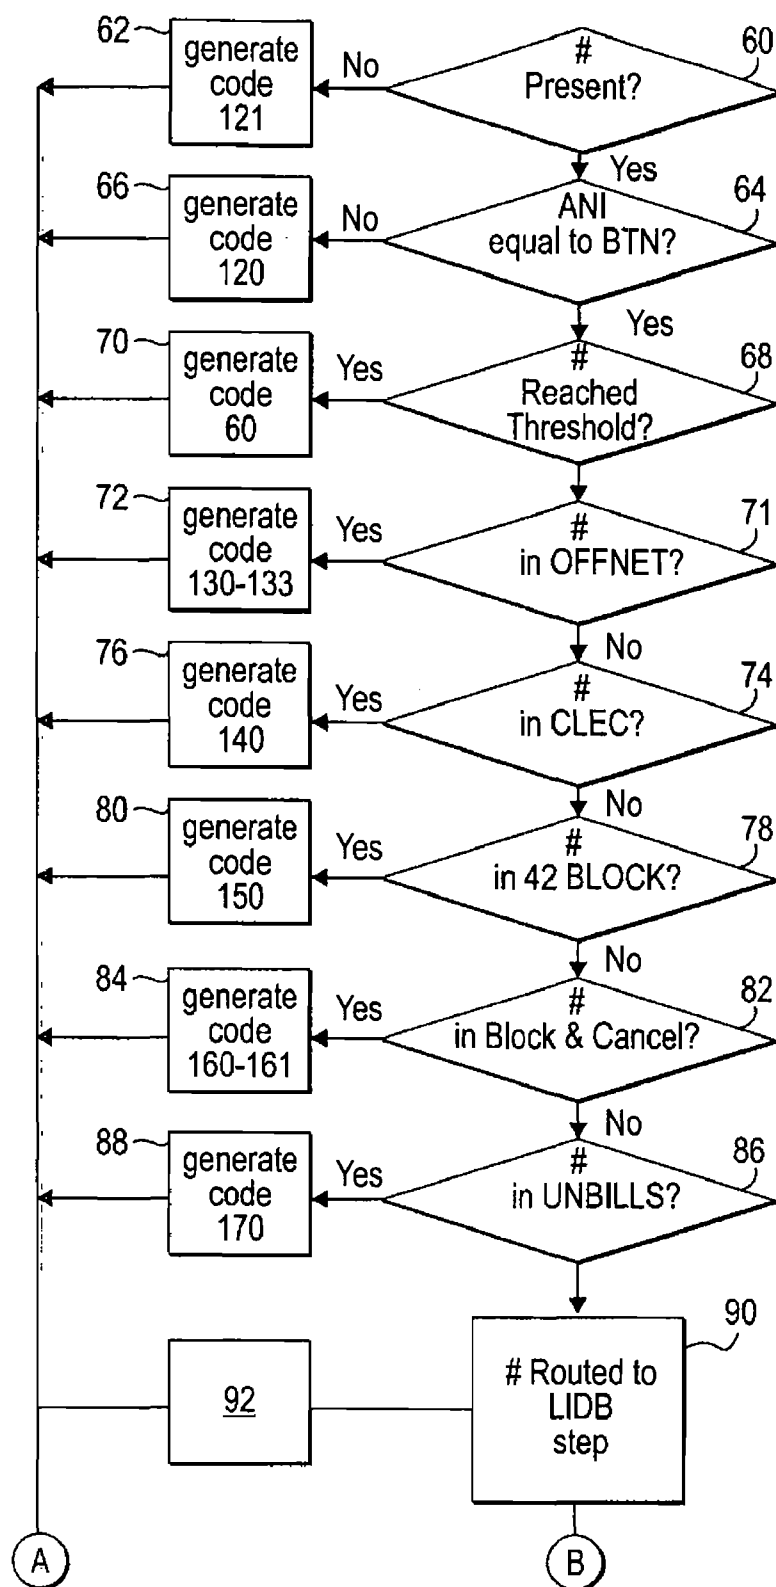 62
generate
code
121
No
#
Present?
60
Yes
66
generate
code
120
No
ANI
equal to BTN?
64
Yes
70
generate
code
60
Yes
#
Reached
Threshold?
68
72
generate
code
130-133
Yes
#
in OFFNET?
71
No
76
generate
code
140
Yes
#
in CLEC?
74
No
80
generate
code
150
Yes
#
in 42 BLOCK?
78
No
84
generate
code
160-161
Yes
#
in Block & Cancel?
82
No
88
generate
code
170
Yes
#
in UNBILLS?
86
92
# Routed to
LIDB
step
90
A
B